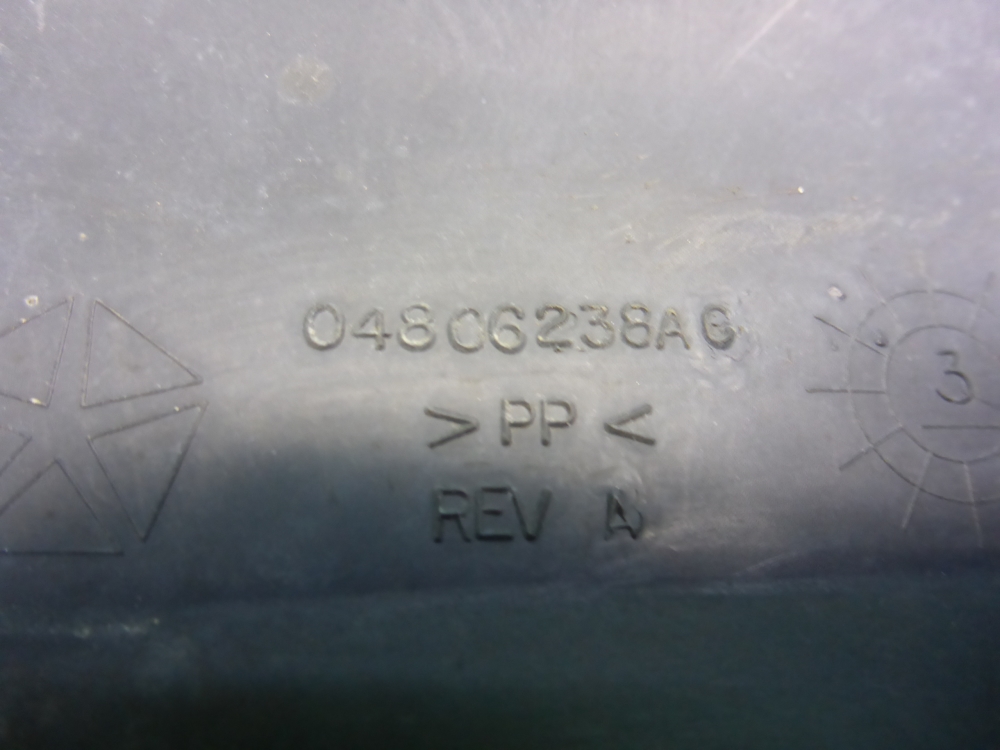 04806238AG
>PP<
REV A
3